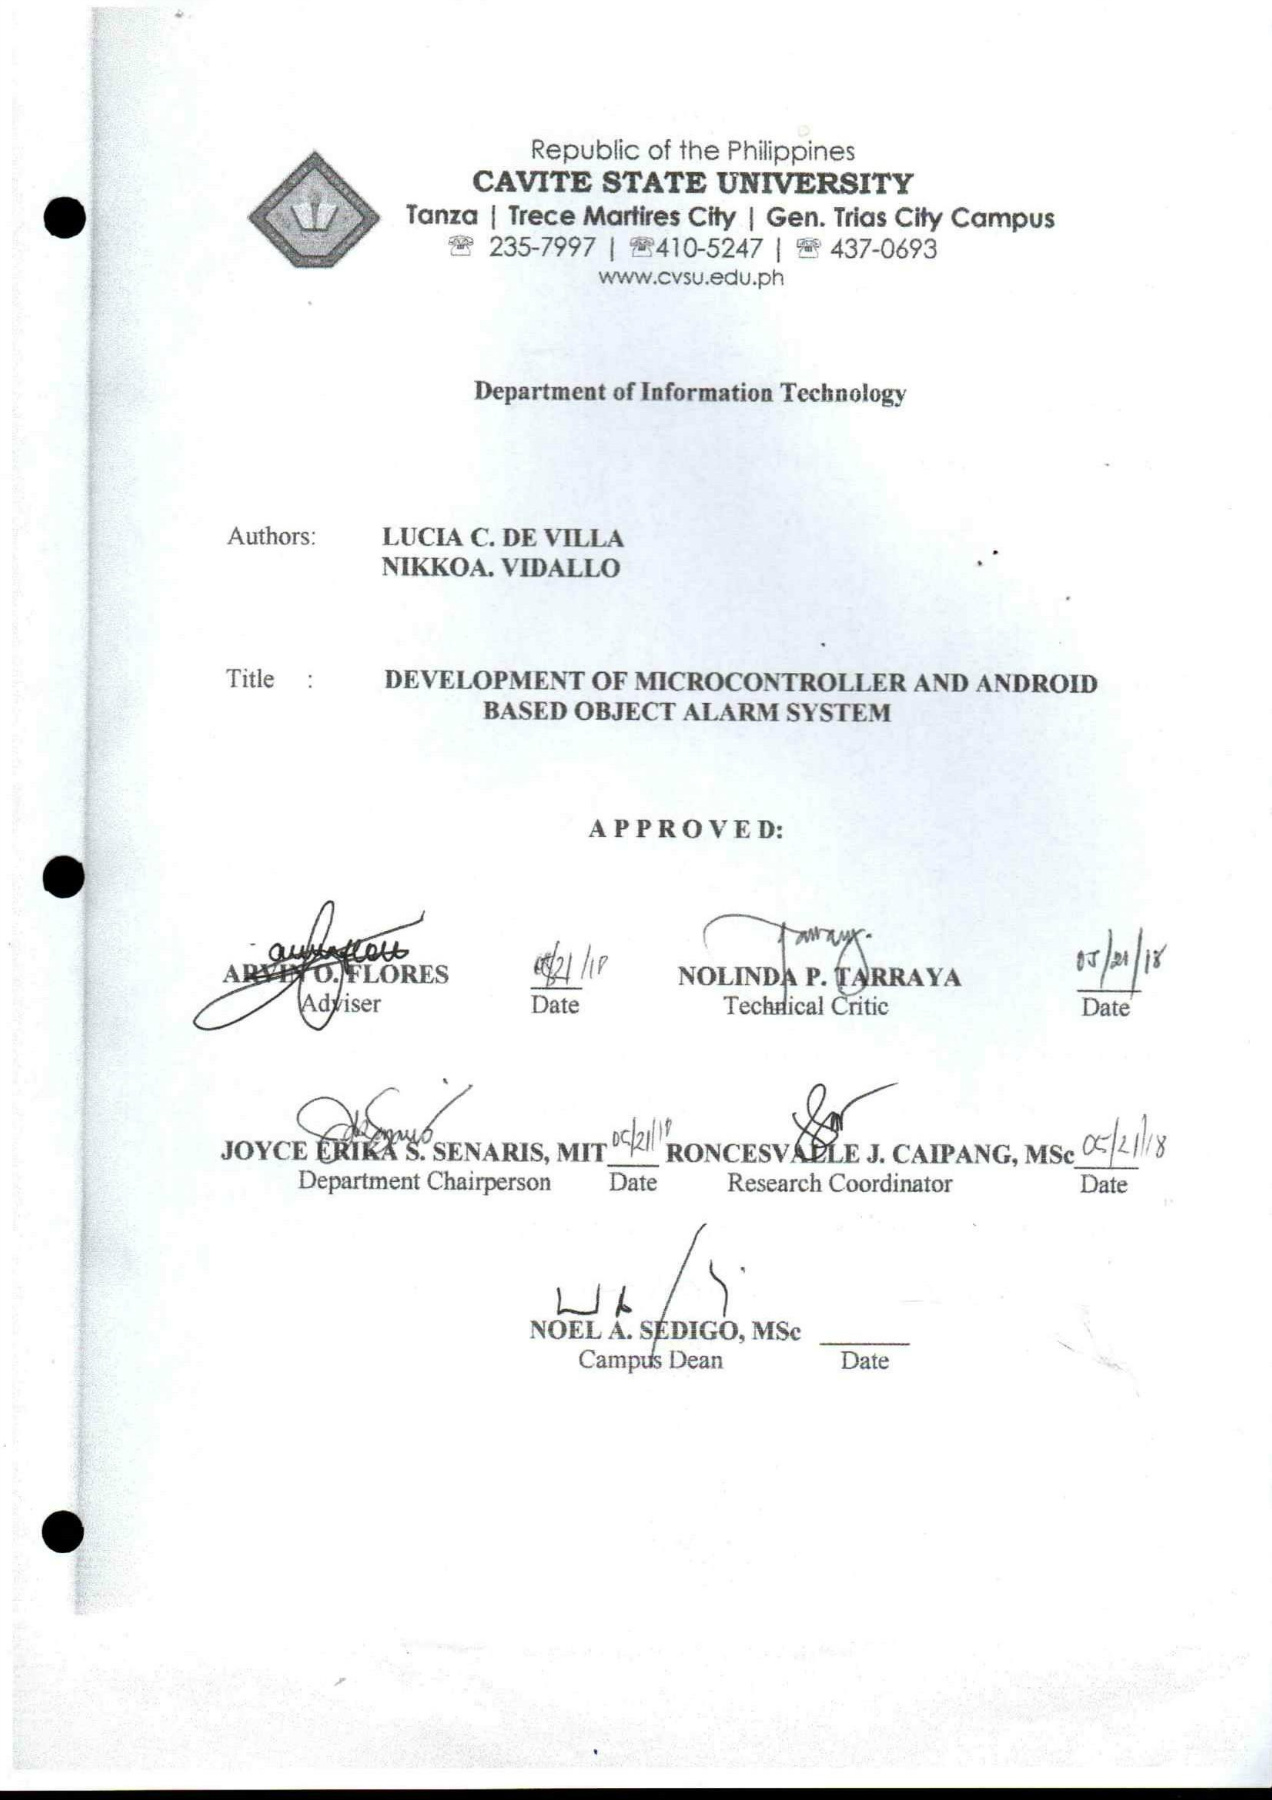 Republic of the Philippines
CAVITE STATE UNIVERSITY
Tanza | Trece Martires City | Gen. Trias City Campus
☏ 235-7997 | ☏410-5247 | ☏ 437-0693
www.cvsu.edu.ph
Department of Information Technology
Authors: LUCIA C. DE VILLA
NIKKOA. VIDALLO
Title : DEVELOPMENT OF MICROCONTROLLER AND ANDROID
BASED OBJECT ALARM SYSTEM
A P P R O V E D:
05/21/18 05/21/18
ARVIN O. FLORES NOLINDA P. TARRAYA
Adviser Date Technical Critic Date
JOYCE ERIKA S. SENARIS, MIT 05/21/18 RONCESVALLE J. CAIPANG, MSc 05/21/18
Department Chairperson Date Research Coordinator Date
NOEL A. SEDIGO, MSc
Campus Dean Date